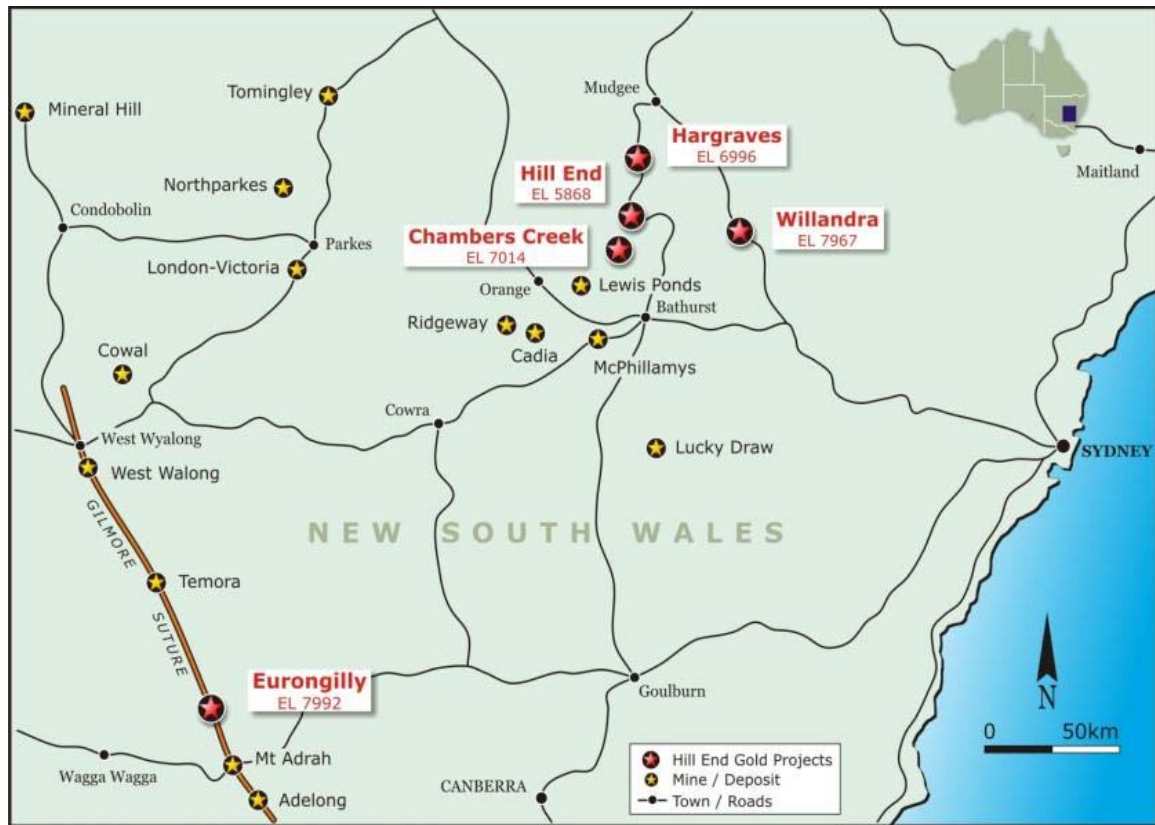 Mineral Hill
Tomingley
Mudgee
Hargraves
EL 6996
Maitland
Hill End
EL 5868
Northparkes
Condobolin
Parkes
Chambers Creek
EL 7014
Willandra
EL 7967
London-Victoria
Orange
Lewis Ponds
Bathurst
Ridgeway
Cadia
McPhillamys
Cowal
Cowra
West Wyalong
West Walong
Lucky Draw
SYDNEY
GILMORE
SUTURE
NEW SOUTH WALES
Temora
Eurongilly
EL 7992
Goulburn
N
0 50km
Mt Adrah
Wagga Wagga
Adelong
CANBERRA
Hill End Gold Projects
Mine / Deposit
Town / Roads